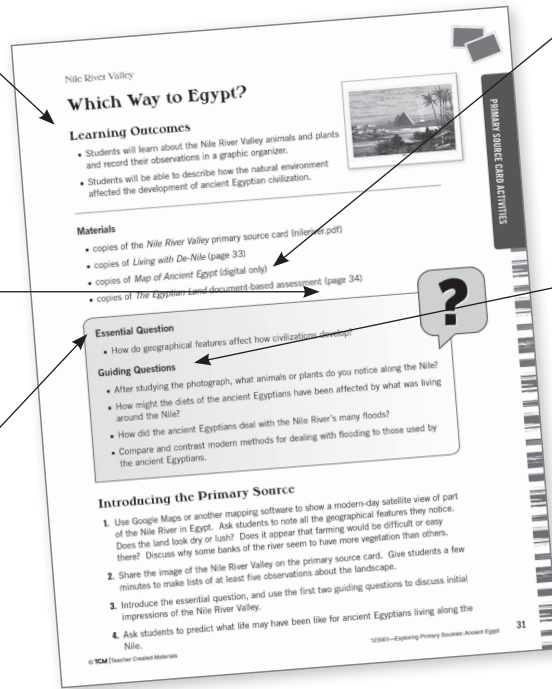 Nile River Valley
Which Way to Egypt?
Learning Outcomes
▪ Students will learn about the Nile River Valley animals and plants
and record their observations in a graphic organizer.
▪ Students will be able to describe how the natural environment
affected the development of ancient Egyptian civilization.
PRIMARY SOURCE CARD ACTIVITIES
Materials
▪ copies of the Nile River Valley primary source card (nileriver.pdf)
▪ copies of Living with De-Nile (page 33)
▪ copies of Map of Ancient Egypt (digital only)
▪ copies of The Egyptian Land document-based assessment (page 34)
?
Essential Question
▪ How do geographical features affect how civilizations develop?
Guiding Questions
▪ After studying the photograph, what animals or plants do you notice along the Nile?
▪ How might the diets of the ancient Egyptians have been affected by what was living
around the Nile?
▪ How did the ancient Egyptians deal with the Nile River's many floods?
▪ Compare and contrast modern methods for dealing with flooding to those used by
the ancient Egyptians.
Introducing the Primary Source
1. Use Google Maps or another mapping software to show a modern-day satellite view of part
of the Nile River in Egypt. Ask students to note all the geographical features they notice.
Does the land look dry or lush? Does it appear that farming would be difficult or easy
there? Discuss why some banks of the river seem to have more vegetation than others.
2. Share the image of the Nile River Valley on the primary source card. Give students a few
minutes to make lists of at least five observations about the landscape.
3. Introduce the essential question, and use the first two guiding questions to discuss initial
impressions of the Nile River Valley.
4. Ask students to predict what life may have been like for ancient Egyptians living along the
Nile.
© TCM | Teacher Created Materials
123561—Exploring Primary Sources: Ancient Egypt
31